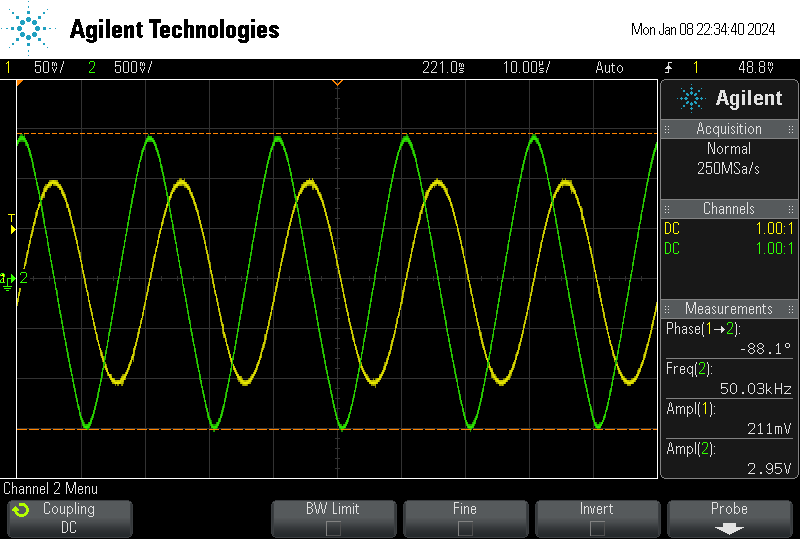 Agilent Technologies
Mon Jan 08 22:34:40 2024
1 50mV/ 2 500mV/ 221.0ns 10.00us/ Auto 1 48.8mV
Agilent
Acquisition
Normal
250MSa/s
Channels
DC 1.00:1
DC 1.00:1
T
2
Measurements
Phase(1→2):
-88.1°
Freq(2):
50.03kHz
Ampl(1):
211mV
Ampl(2):
2.95V
Channel 2 Menu
Coupling
DC
BW Limit
Fine
Invert
Probe